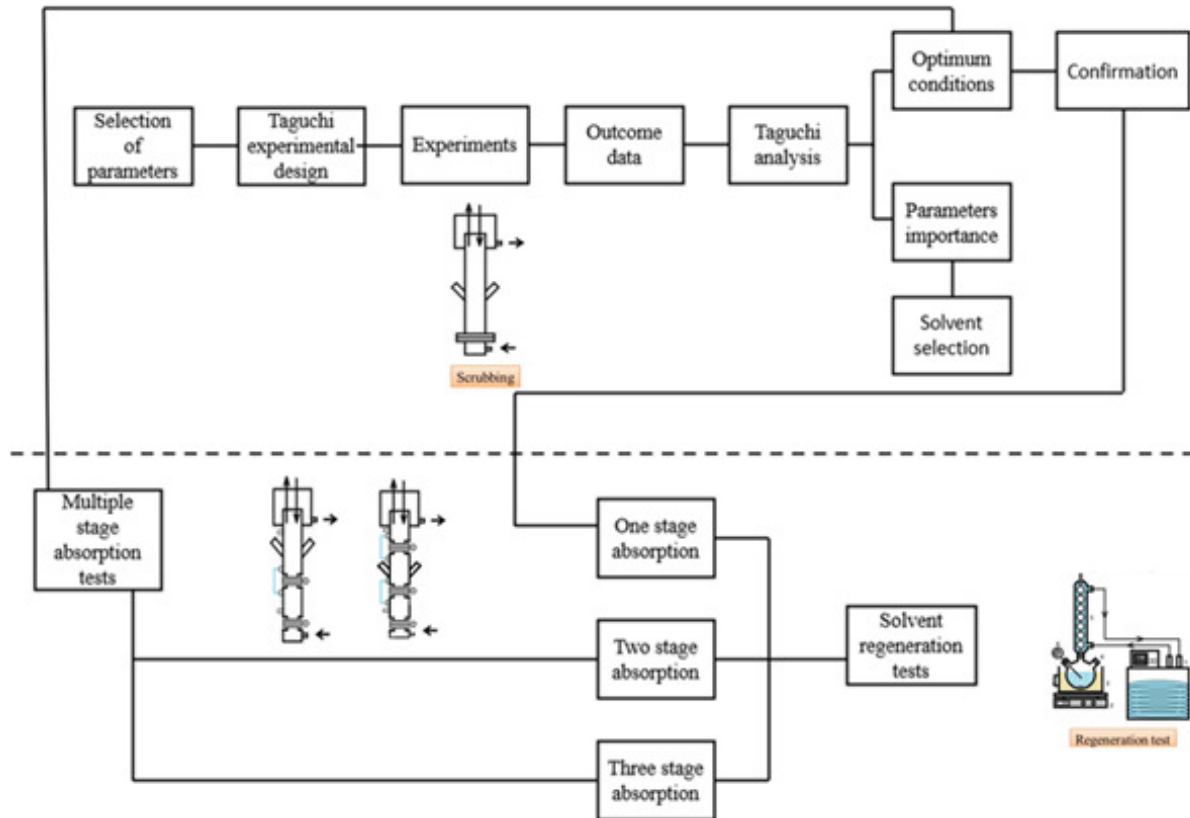 Selection
of
parameters
Taguchi
experimental
design
Experiments
Outcome
data
Taguchi
analysis
Optimum
conditions
Confirmation
Parameters
importance
Solvent
selection
Scrubbing
Multiple
stage
absorption
tests
One stage
absorption
Two stage
absorption
Three stage
absorption
Solvent
regeneration
tests
Regeneration test